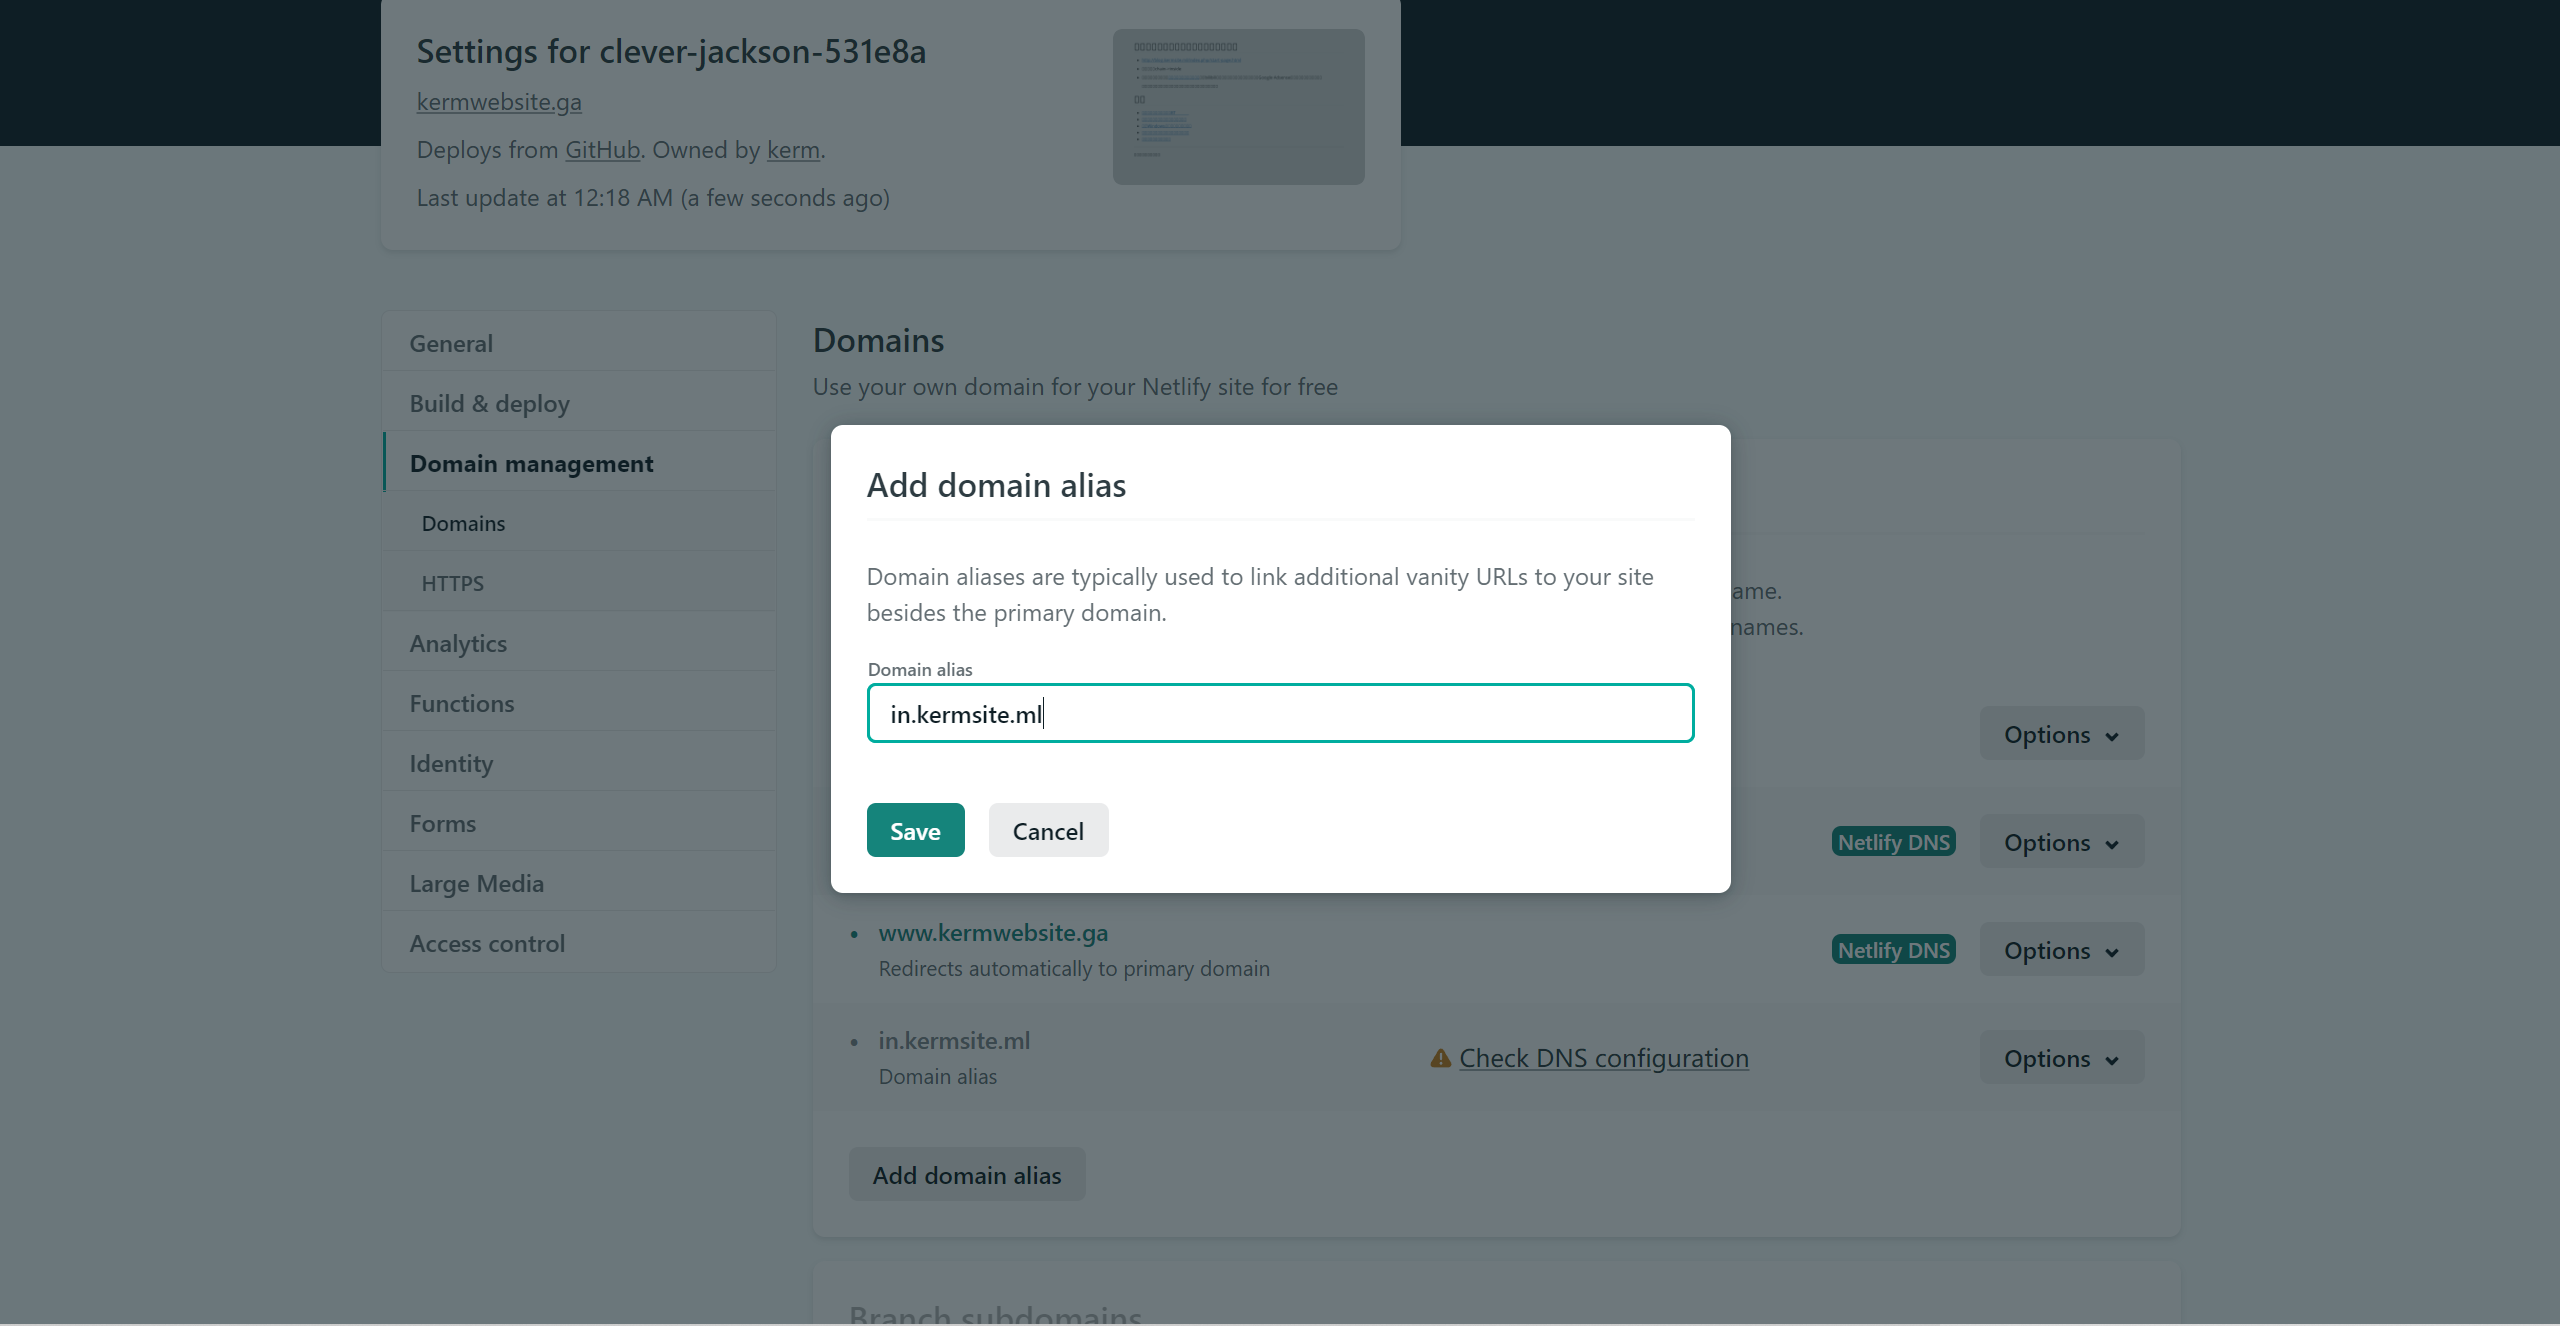 Settings for clever-jackson-531e8a
kermwebsite.ga
Deploys from GitHub. Owned by kerm.
Last update at 12:18 AM (a few seconds ago)
General
Build & deploy
Domain management
Domains
HTTPS
Analytics
Functions
Identity
Forms
Large Media
Access control
Domains
Use your own domain for your Netlify site for free
Add domain alias
Domain aliases are typically used to link additional vanity URLs to your site
besides the primary domain.
Domain alias
in.kermsite.ml
Save Cancel
names.
Options
Netlify DNS Options
www.kermwebsite.ga
Redirects automatically to primary domain
Netlify DNS Options
in.kermsite.ml
Domain alias
Check DNS configuration
Options
Add domain alias
Branch subdomains